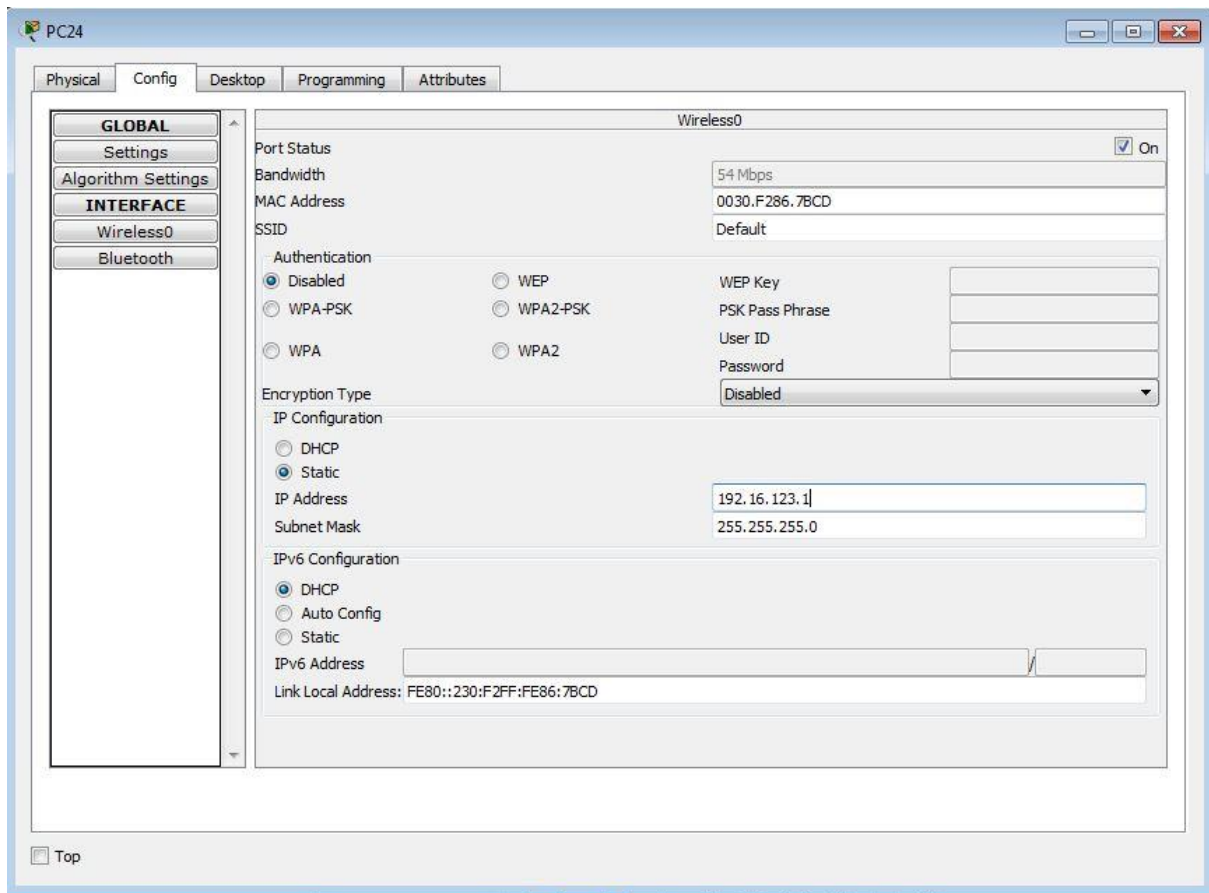 PC24
Physical Config Desktop Programming Attributes
GLOBAL
Settings
Algorithm Settings
INTERFACE
Wireless0
Bluetooth
Wireless0
Port Status On
Bandwidth 54 Mbps
MAC Address 0030.F286.7BCD
SSID Default
Authentication
Disabled WEP WEP Key
WPA-PSK WPA2-PSK PSK Pass Phrase
User ID
WPA WPA2
Password
Encryption Type Disabled
IP Configuration
DHCP
Static
IP Address 192.16.123.1
Subnet Mask 255.255.255.0
IPv6 Configuration
DHCP
Auto Config
Static
IPv6 Address /
Link Local Address: FE80::230:F2FF:FE86:7BCD
Top